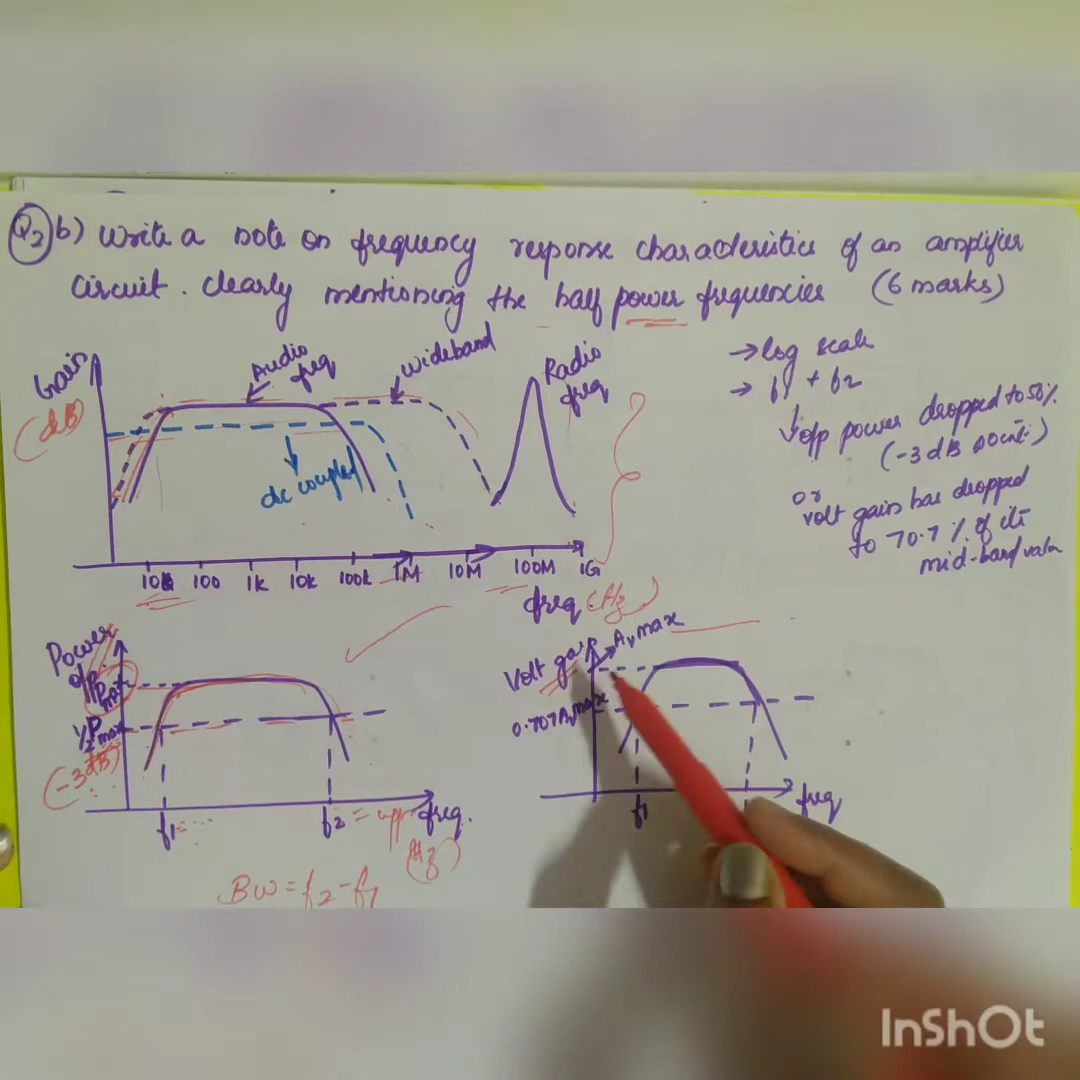 Q2 b) Write a note on frequency response characteristics of an amplifier
circuit. clearly mentioning the half power frequencies (6 marks)
Gain
(dB)
Audio
freq
wideband
Radio
freq
dc coupled
10 100 1k 10k 100k 1M 10M 100M 1G
freq (Hz)
→ log scale
→ f1 + f2
↓ o/p power dropped to 50%
(-3dB point)
or
volt gain has dropped
to 70.7% of its
mid-band value
Power
o/p
Pmax
1/2 Pmax
(-3dB)
f1 = ...
f2 = upp
freq.
(Hz)
BW = f2 - f1
Volt gain
Av max
0.707 Av max
f1
freq
InShOt